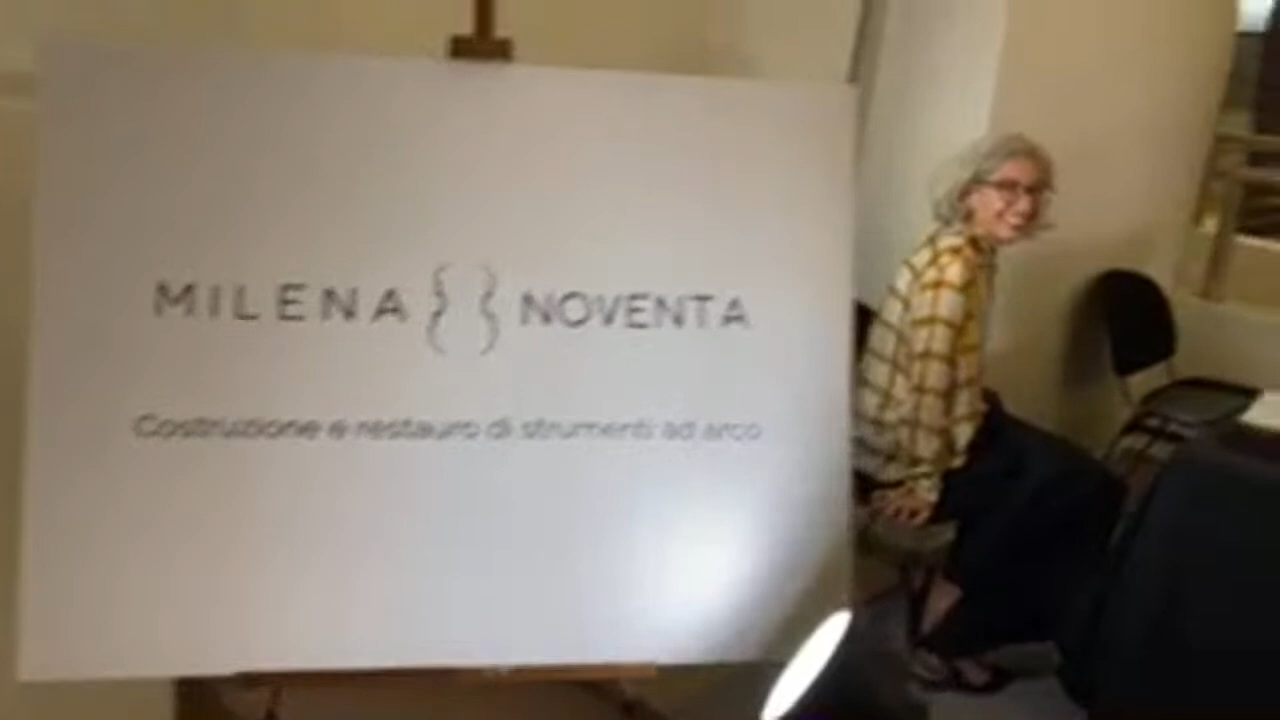 MILENA { } NOVENTA
Costruzione e restauro di strumenti ad arco